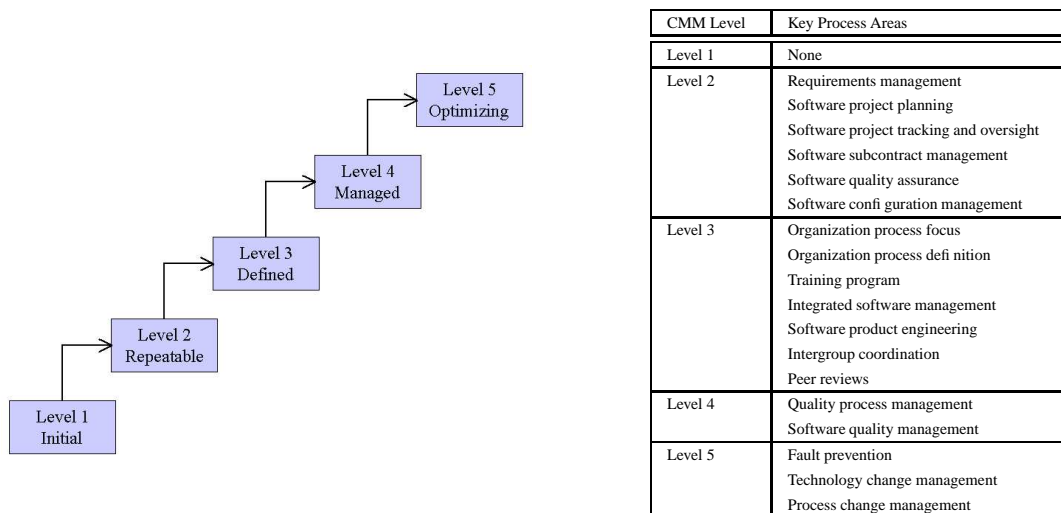 Level 5
Optimizing
Level 4
Managed
Level 3
Defined
Level 2
Repeatable
Level 1
Initial
CMM Level Key Process Areas
Level 1 None
Level 2 Requirements management
Software project planning
Software project tracking and oversight
Software subcontract management
Software quality assurance
Software confi guration management
Level 3 Organization process focus
Organization process defi nition
Training program
Integrated software management
Software product engineering
Intergroup coordination
Peer reviews
Level 4 Quality process management
Software quality management
Level 5 Fault prevention
Technology change management
Process change management